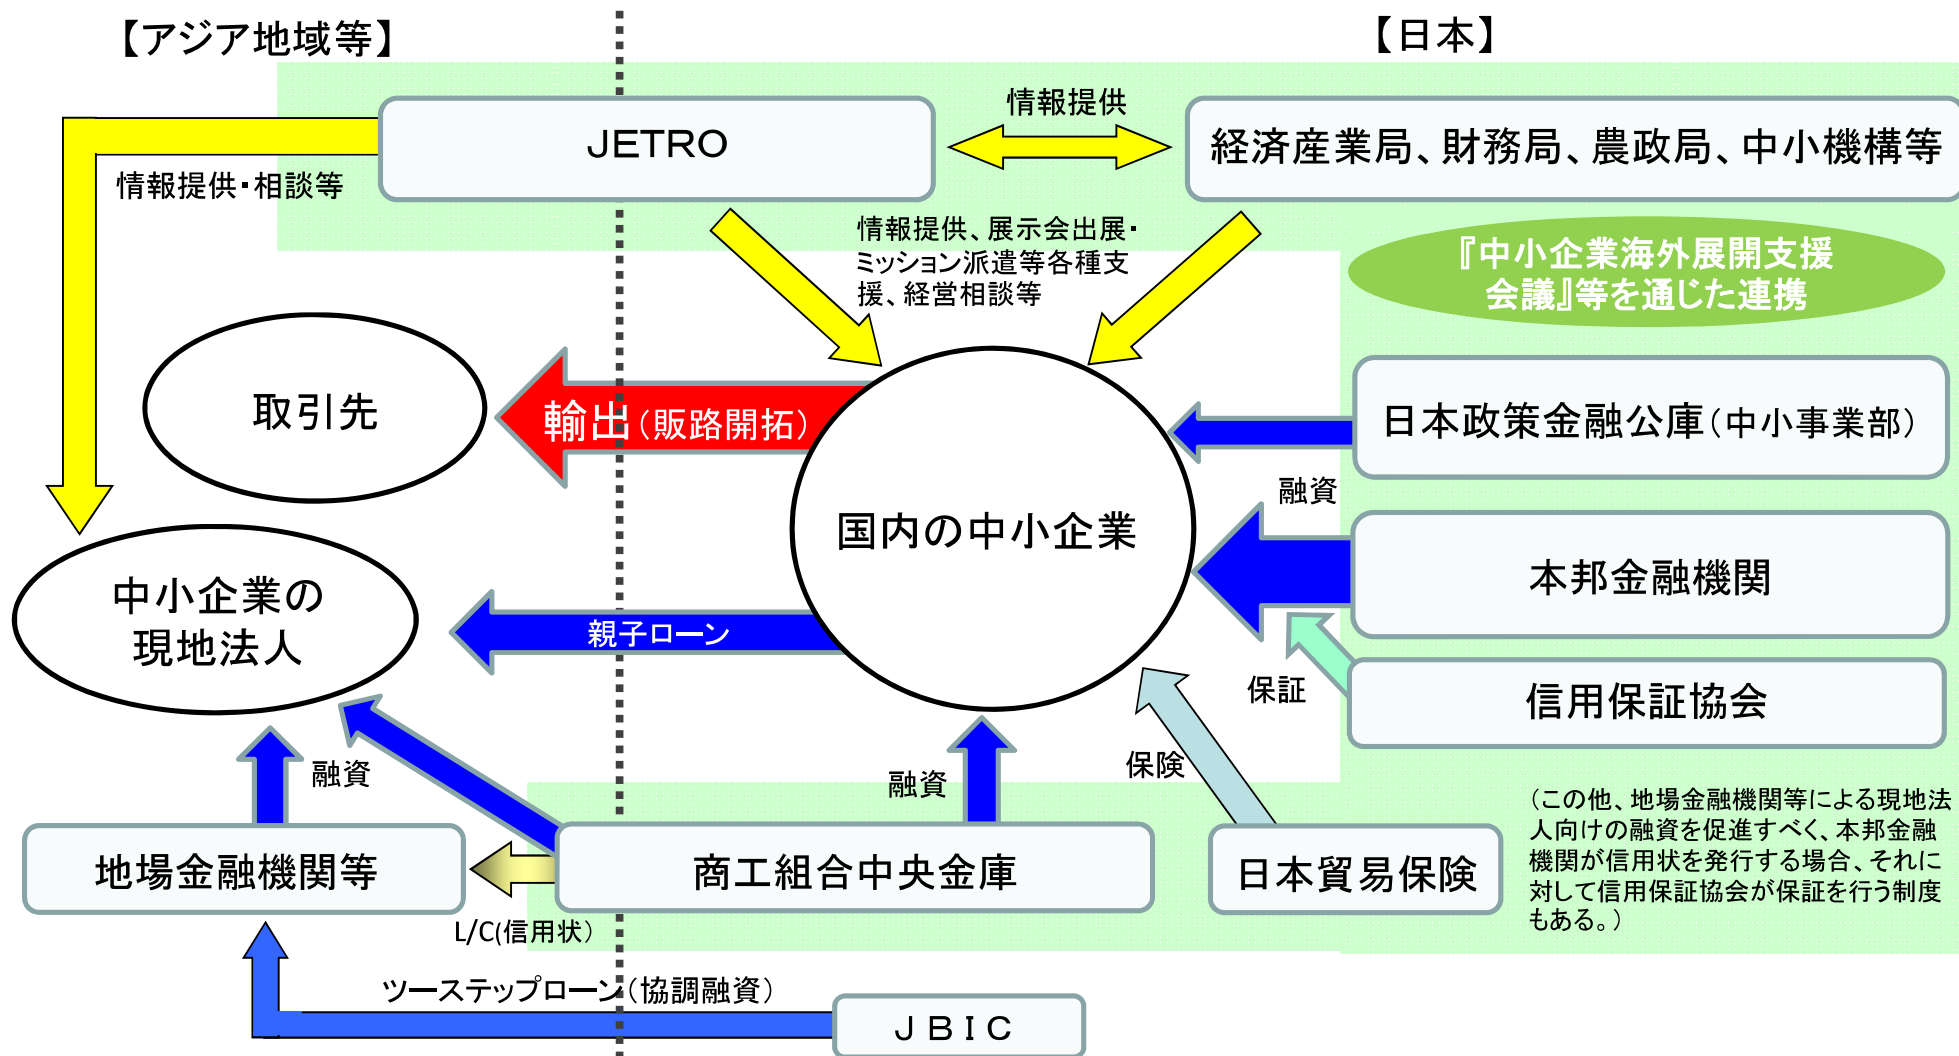 【アジア地域等】
【日本】
JETRO
情報提供
経済産業局、財務局、農政局、中小機構等
情報提供・相談等
情報提供、展示会出展・
ミッション派遣等各種支
援、経営相談等
『中小企業海外展開支援
会議』等を通じた連携
取引先
輸出（販路開拓）
日本政策金融公庫（中小事業部）
融資
国内の中小企業
本邦金融機関
中小企業の
現地法人
親子ローン
保証
信用保証協会
融資
融資
保険
（この他、地場金融機関等による現地法
人向けの融資を促進すべく、本邦金融
機関が信用状を発行する場合、それに
対して信用保証協会が保証を行う制度
もある。）
地場金融機関等
商工組合中央金庫
日本貿易保険
L/C(信用状）
ツーステップローン（協調融資）
ＪＢＩＣ